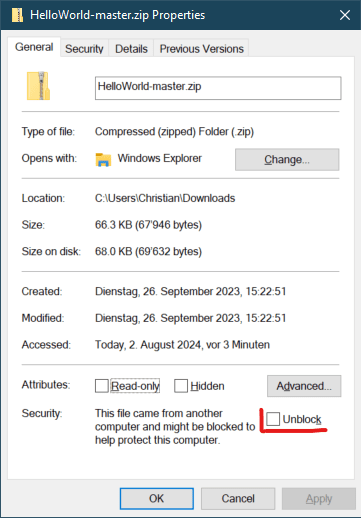 HelloWorld-master.zip Properties
General Security Details Previous Versions
HelloWorld-master.zip
Type of file: Compressed (zipped) Folder (.zip)
Opens with: Windows Explorer Change...
Location: C:\Users\Christian\Downloads
Size: 66.3 KB (67'946 bytes)
Size on disk: 68.0 KB (69'632 bytes)
Created: Dienstag, 26. September 2023, 15:22:51
Modified: Dienstag, 26. September 2023, 15:22:51
Accessed: Today, 2. August 2024, vor 3 Minuten
Attributes: Read-only Hidden Advanced...
Security: This file came from another
computer and might be blocked to
help protect this computer.
Unblock
OK Cancel Apply